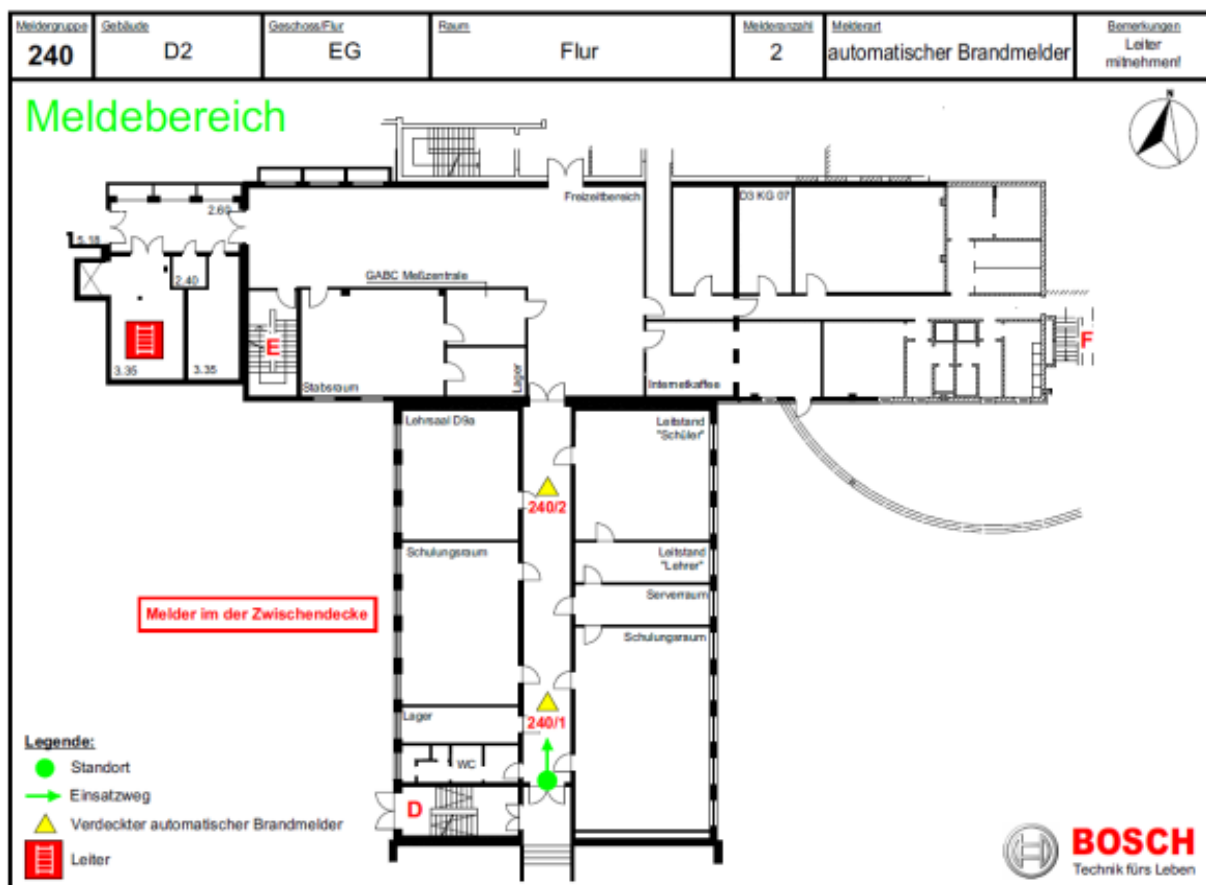 Meldergruppe
240
Gebäude
D2
Geschoss/Flur
EG
Raum
Flur
Melderanzahl
2
Melderart
automatischer Brandmelder
Bemerkungen
Leiter
mitnehmen!
Meldebereich
N
Freizeitbereich
D3 KG 07
2.60
5.18
GABC Meßzentrale
2.40
E
F
3.35
3.35
Stabsraum
Lager
Internetkaffee
Lehrsaal D9a
Leitstand
"Schüler"
240/2
Schulungsraum
Leitstand
"Lehrer"
Serverraum
Melder im der Zwischendecke
Schulungsraum
240/1
Lager
WC
D
Legende:
Standort
Einsatzweg
Verdeckter automatischer Brandmelder
Leiter
BOSCH
Technik fürs Leben